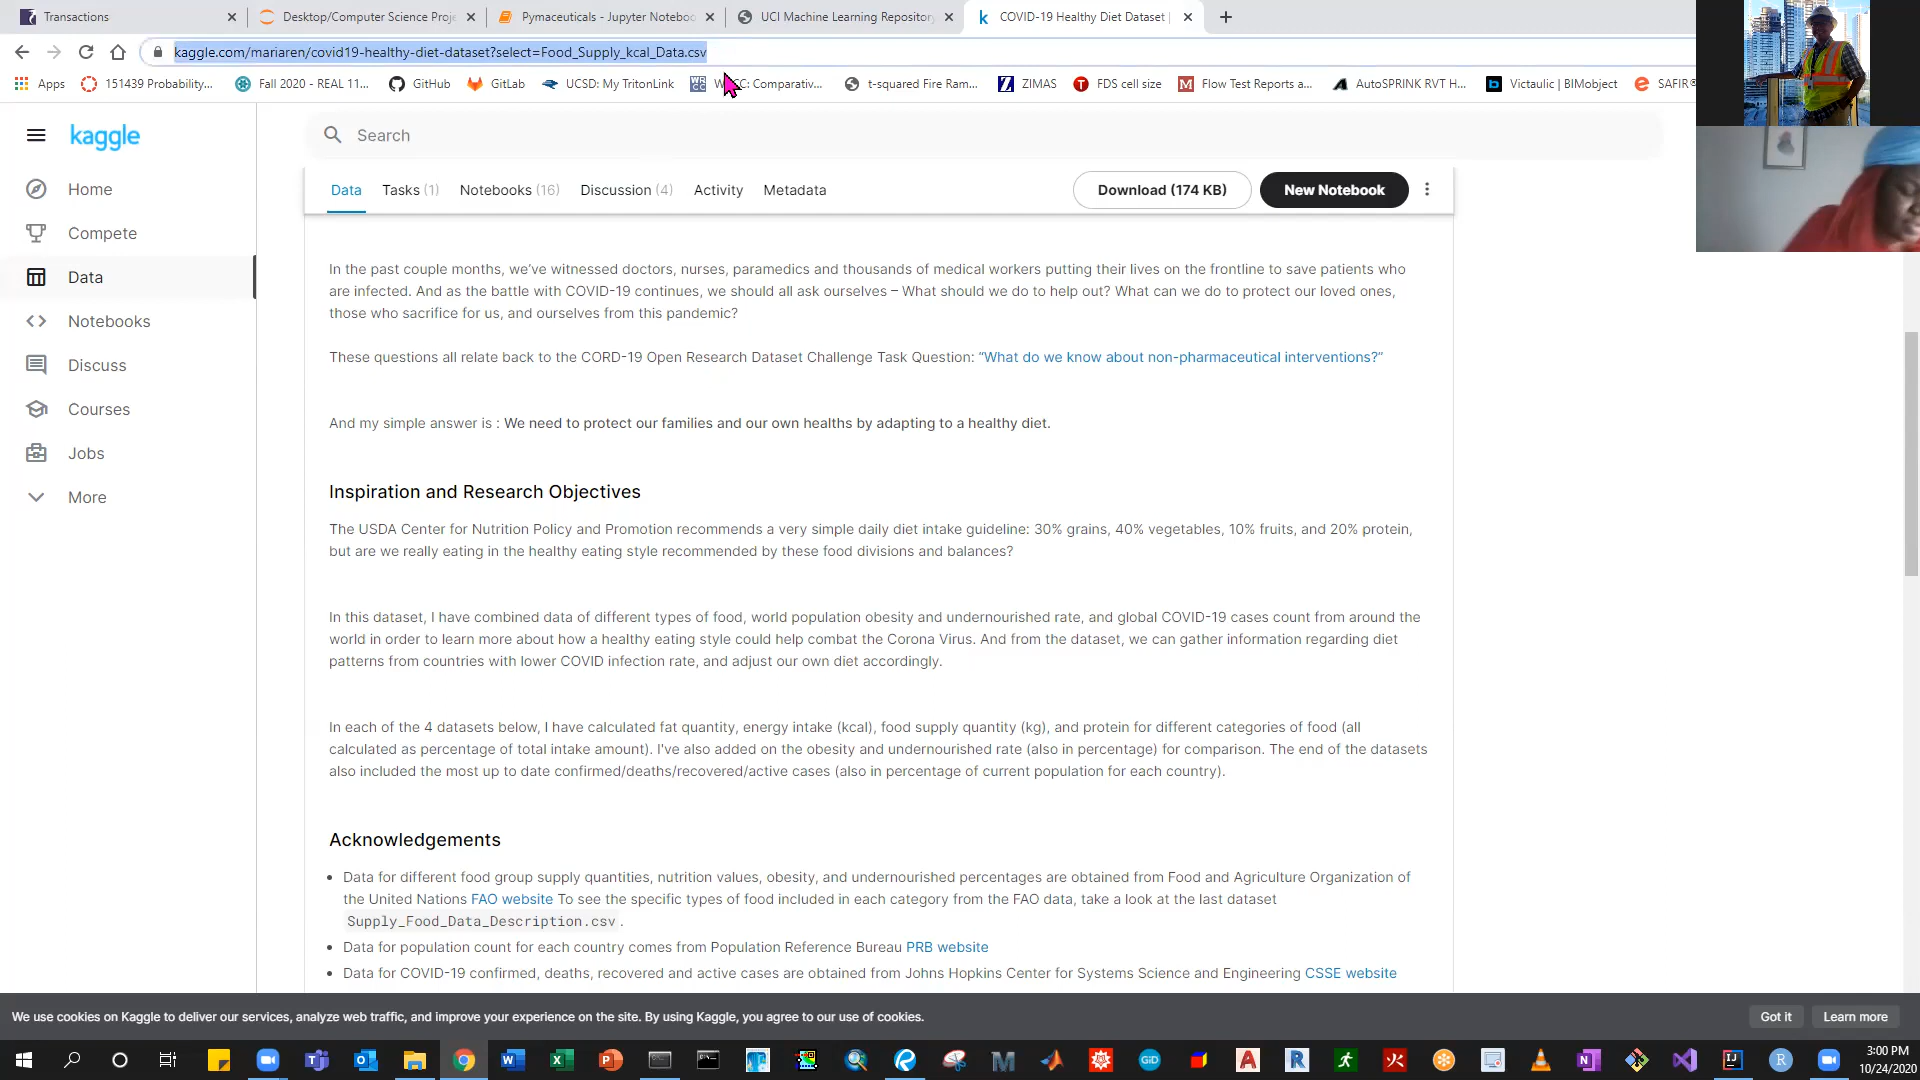 Transactions
Desktop/Computer Science Proje
Pymaceuticals - Jupyter Noteboo
UCI Machine Learning Repository
COVID-19 Healthy Diet Dataset
kaggle.com/mariaren/covid19-healthy-diet-dataset?select=Food_Supply_kcal_Data.csv
Apps
151439 Probability...
Fall 2020 - REAL 11...
GitHub
GitLab
UCSD: My TritonLink
C: Comparativ...
t-squared Fire Ram...
ZIMAS
FDS cell size
Flow Test Reports a...
AutoSPRINK RVT H...
Victaulic | BIMobject
SAFIR
kaggle
Search
Home
Compete
Data
Notebooks
Discuss
Courses
Jobs
More
Data
Tasks (1)
Notebooks (16)
Discussion (4)
Activity
Metadata
Download (174 KB)
New Notebook
In the past couple months, we've witnessed doctors, nurses, paramedics and thousands of medical workers putting their lives on the frontline to save patients who
are infected. And as the battle with COVID-19 continues, we should all ask ourselves – What should we do to help out? What can we do to protect our loved ones,
those who sacrifice for us, and ourselves from this pandemic?
These questions all relate back to the CORD-19 Open Research Dataset Challenge Task Question: "What do we know about non-pharmaceutical interventions?"
And my simple answer is : We need to protect our families and our own healths by adapting to a healthy diet.
Inspiration and Research Objectives
The USDA Center for Nutrition Policy and Promotion recommends a very simple daily diet intake guideline: 30% grains, 40% vegetables, 10% fruits, and 20% protein,
but are we really eating in the healthy eating style recommended by these food divisions and balances?
In this dataset, I have combined data of different types of food, world population obesity and undernourished rate, and global COVID-19 cases count from around the
world in order to learn more about how a healthy eating style could help combat the Corona Virus. And from the dataset, we can gather information regarding diet
patterns from countries with lower COVID infection rate, and adjust our own diet accordingly.
In each of the 4 datasets below, I have calculated fat quantity, energy intake (kcal), food supply quantity (kg), and protein for different categories of food (all
calculated as percentage of total intake amount). I've also added on the obesity and undernourished rate (also in percentage) for comparison. The end of the datasets
also included the most up to date confirmed/deaths/recovered/active cases (also in percentage of current population for each country).
Acknowledgements
• Data for different food group supply quantities, nutrition values, obesity, and undernourished percentages are obtained from Food and Agriculture Organization of
the United Nations FAO website To see the specific types of food included in each category from the FAO data, take a look at the last dataset
Supply_Food_Data_Description.csv .
• Data for population count for each country comes from Population Reference Bureau PRB website
• Data for COVID-19 confirmed, deaths, recovered and active cases are obtained from Johns Hopkins Center for Systems Science and Engineering CSSE website
We use cookies on Kaggle to deliver our services, analyze web traffic, and improve your experience on the site. By using Kaggle, you agree to our use of cookies.
Got it
Learn more
3:00 PM
10/24/2020